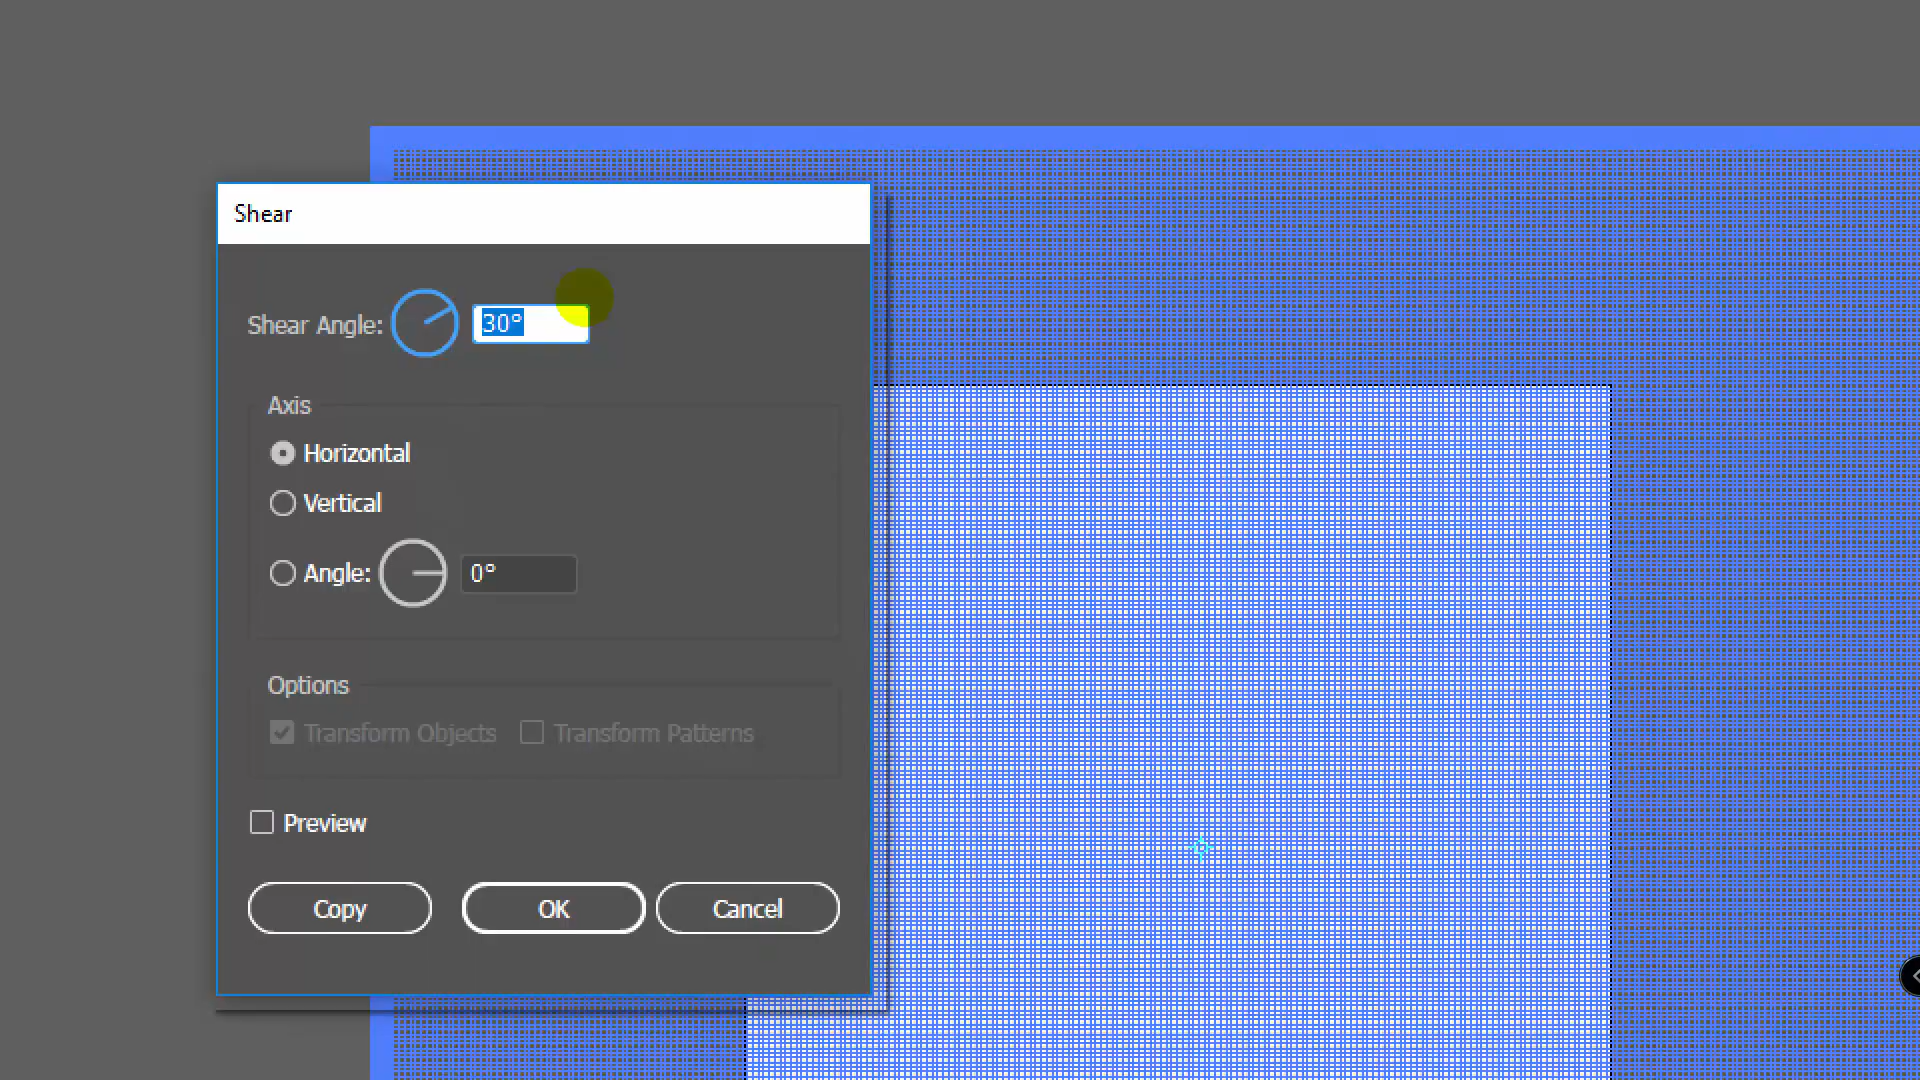 Shear
Shear Angle: 30°
Axis
Horizontal
Vertical
Angle: 0°
Options
Transform Objects Transform Patterns
Preview
Copy OK Cancel